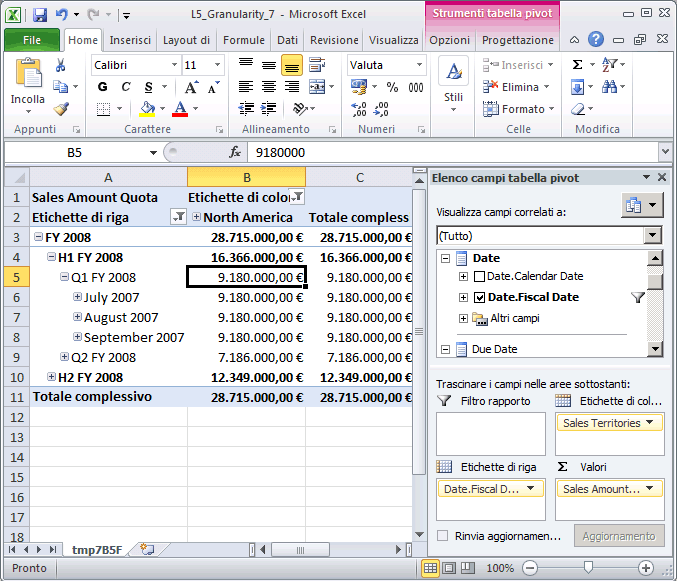 L5_Granularity_7 - Microsoft Excel
Strumenti tabella pivot
File Home Inserisci Layout di Formule Dati Revisione Visualizza Opzioni Progettazione
Incolla
Calibri 11
Valuta
Stili
Inserisci
Elimina
Formato
G C S
A A
% 000
Appunti Carattere Allineamento Numeri Celle Modifica
B5 fx 9180000
A B C
1 Sales Amount Quota Etichette di colo
2 Etichette di riga North America Totale compless
3 FY 2008 28.715.000,00 € 28.715.000,00 €
4 H1 FY 2008 16.366.000,00 € 16.366.000,00 €
5 Q1 FY 2008 9.180.000,00 € 9.180.000,00 €
6 July 2007 9.180.000,00 € 9.180.000,00 €
7 August 2007 9.180.000,00 € 9.180.000,00 €
8 September 2007 9.180.000,00 € 9.180.000,00 €
9 Q2 FY 2008 7.186.000,00 € 7.186.000,00 €
10 H2 FY 2008 12.349.000,00 € 12.349.000,00 €
11 Totale complessivo 28.715.000,00 € 28.715.000,00 €
12
13
14
15
16
17
18
tmp7B5F
Elenco campi tabella pivot
Visualizza campi correlati a:
(Tutto)
Date
Date.Calendar Date
Date.Fiscal Date
Altri campi
Due Date
Trascinare i campi nelle aree sottostanti:
Filtro rapporto Etichette di col...
Sales Territories
Etichette di riga Σ Valori
Date.Fiscal D... Sales Amount...
Rinvia aggiornamen... Aggiornamento
Pronto 100%